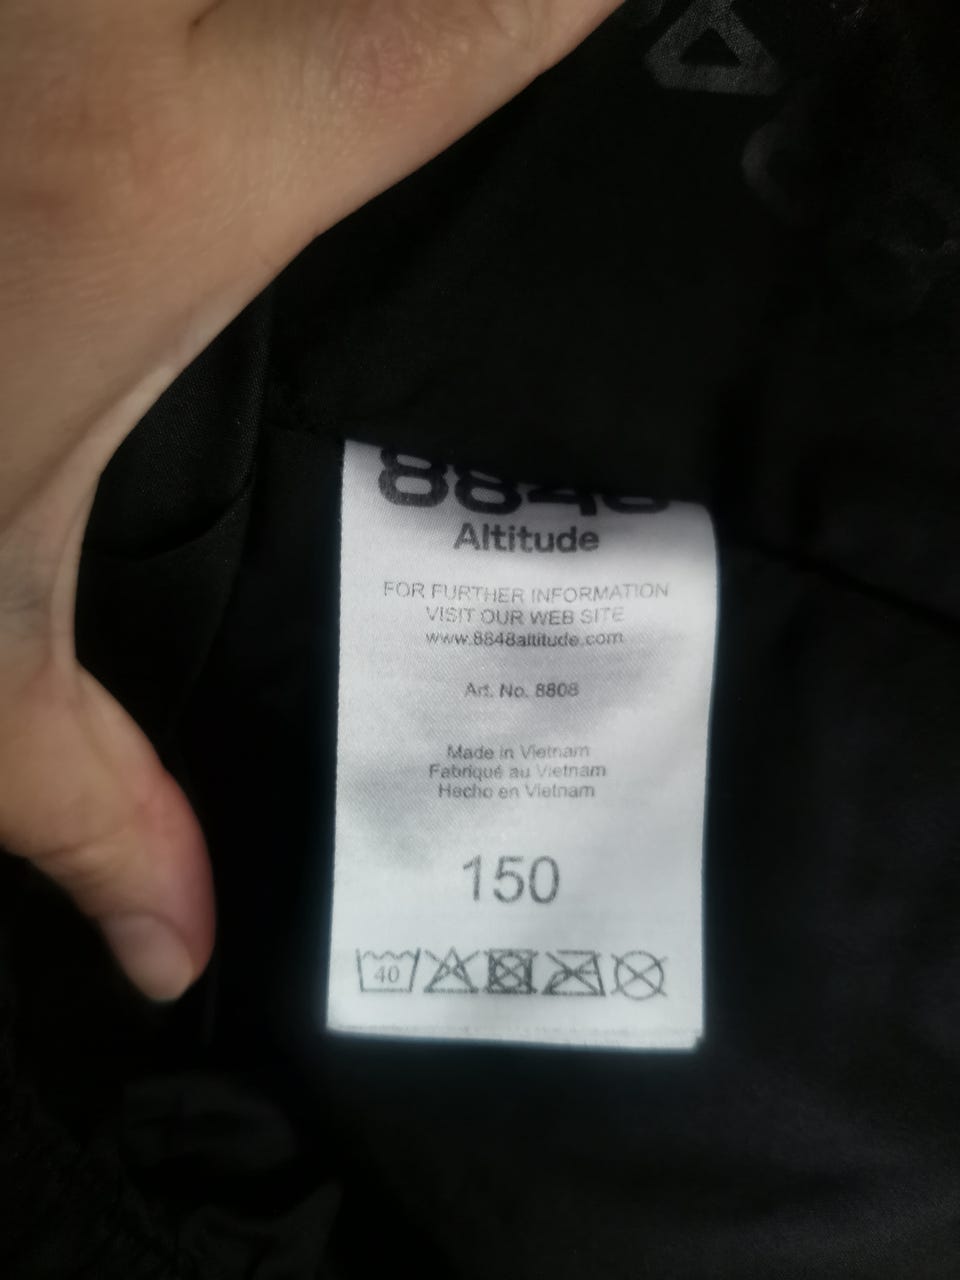 8848
Altitude
FOR FURTHER INFORMATION
VISIT OUR WEB SITE
www.8848altitude.com
Art. No. 8808
Made in Vietnam
Fabriqué au Vietnam
Hecho en Vietnam
150
40